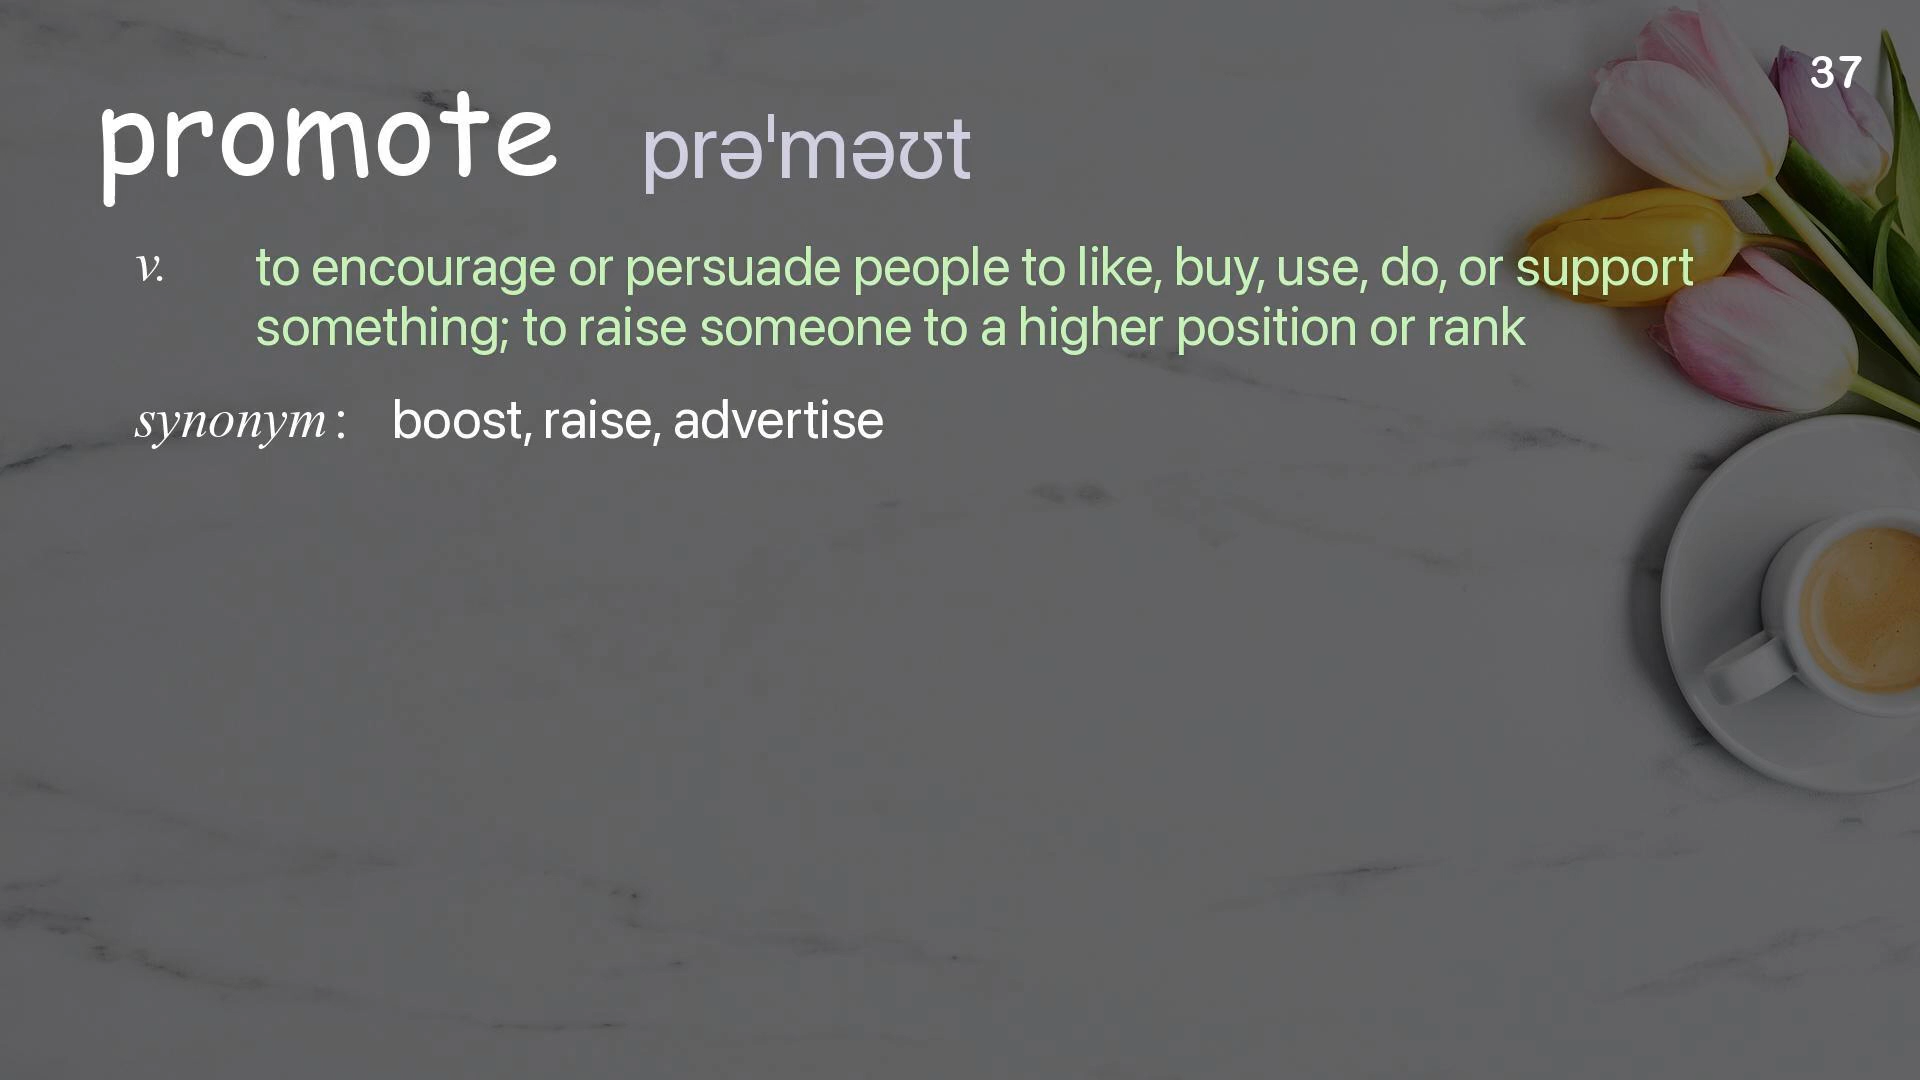 37
promote prəˈməʊt
v. to encourage or persuade people to like, buy, use, do, or support
something; to raise someone to a higher position or rank
synonym: boost, raise, advertise